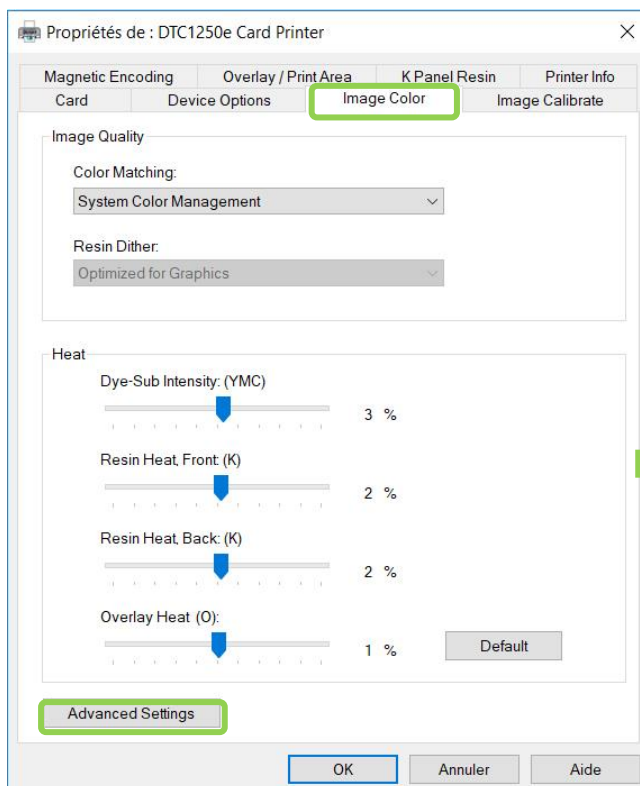 Propriétés de : DTC1250e Card Printer
Magnetic Encoding Overlay / Print Area K Panel Resin Printer Info
Card Device Options Image Color Image Calibrate
Image Quality
Color Matching:
System Color Management
Resin Dither:
Optimized for Graphics
Heat
Dye-Sub Intensity: (YMC)
3 %
Resin Heat, Front: (K)
2 %
Resin Heat, Back: (K)
2 %
Overlay Heat (O):
1 % Default
Advanced Settings
OK Annuler Aide